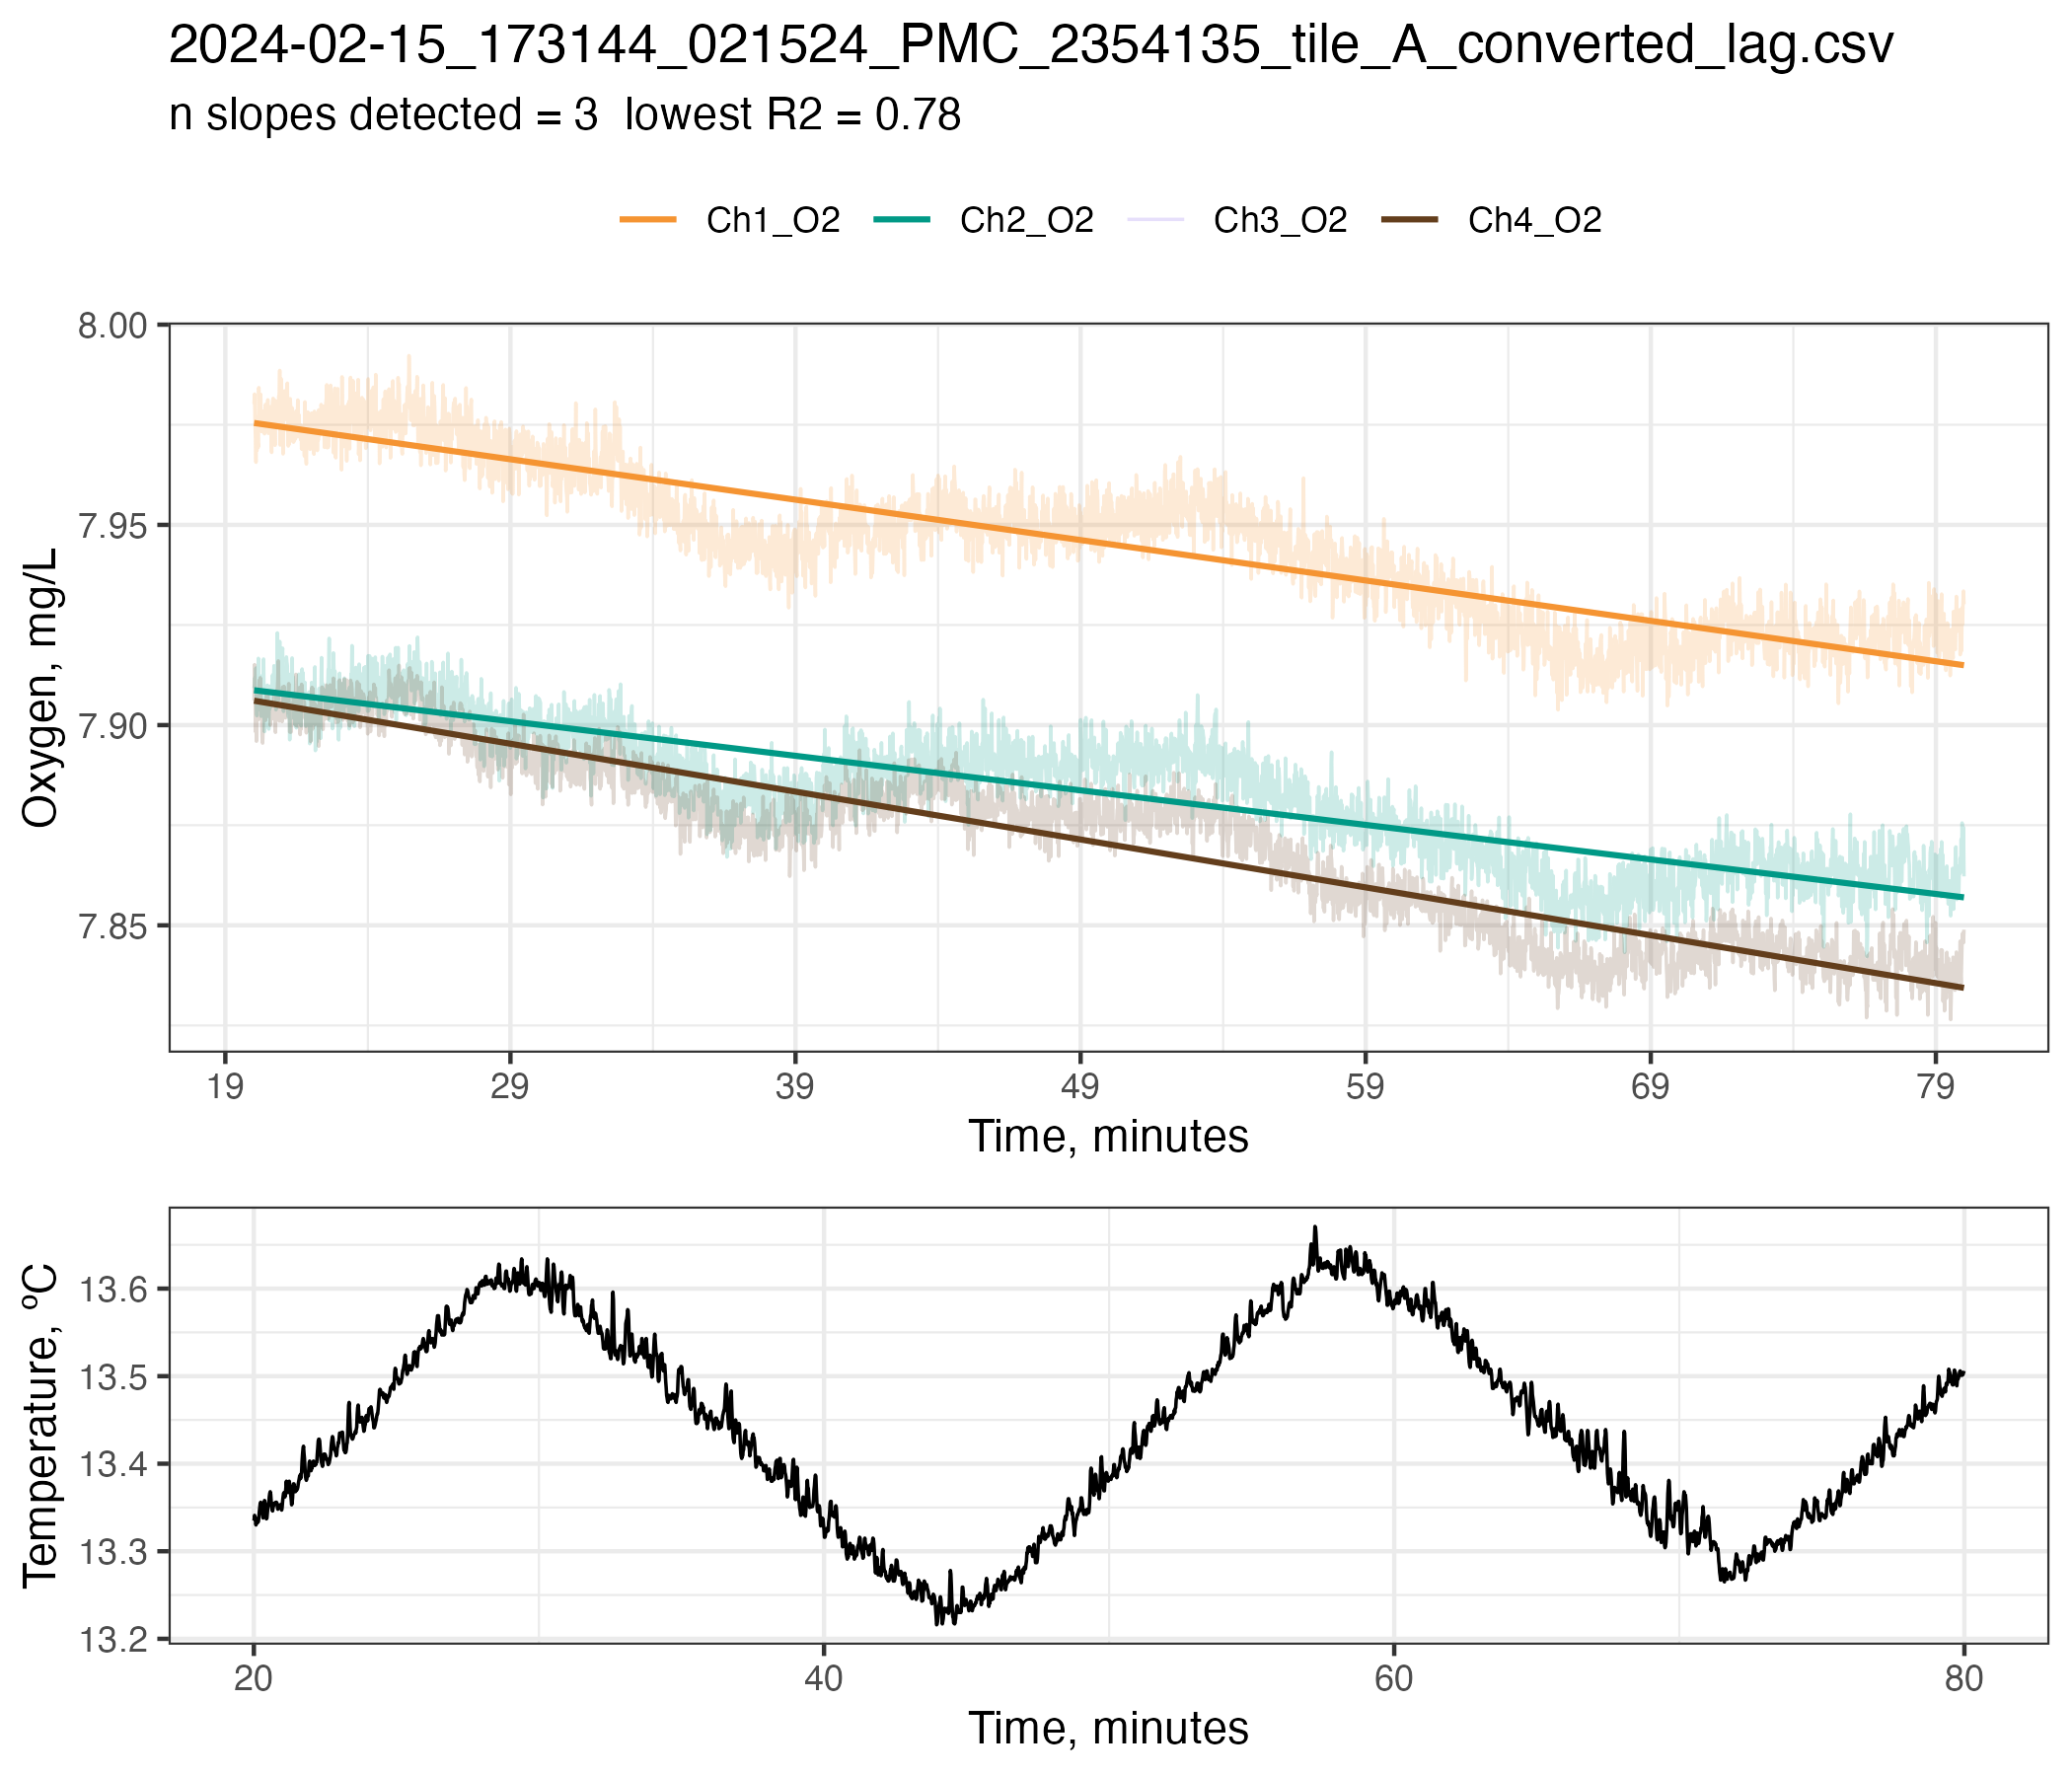 2024-02-15_173144_021524_PMC_2354135_tile_A_converted_lag.csv
n slopes detected = 3  lowest R2 = 0.78
Ch1_O2 Ch2_O2 Ch3_O2 Ch4_O2
Oxygen, mg/L
8.00
7.95
7.90
7.85
19 29 39 49 59 69 79
Time, minutes
Temperature, ºC
13.6
13.5
13.4
13.3
13.2
20 40 60 80
Time, minutes